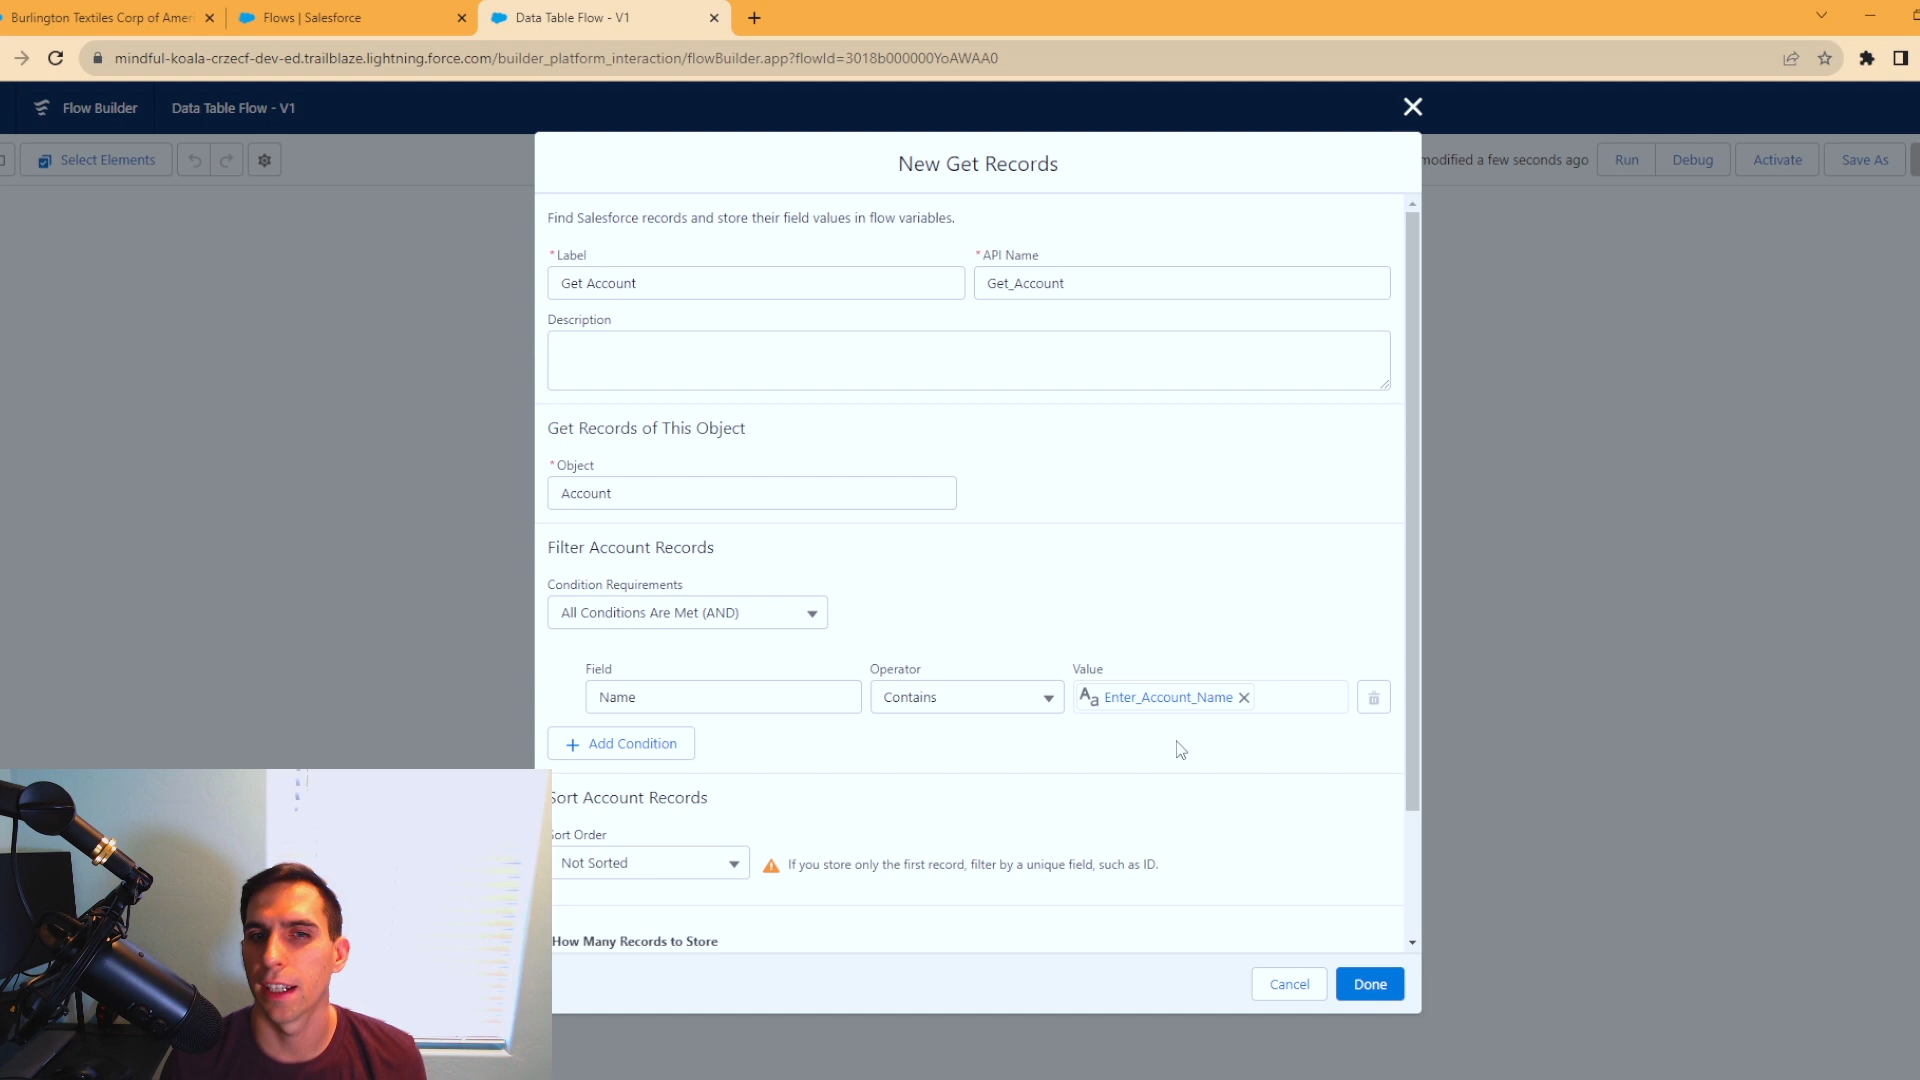 Burlington Textiles Corp of Ameri
Flows | Salesforce
Data Table Flow - V1
mindful-koala-crzecf-dev-ed.trailblaze.lightning.force.com/builder_platform_interaction/flowBuilder.app?flowId=3018b000000YoAWAA0
Flow Builder
Data Table Flow - V1
Select Elements
modified a few seconds ago
Run
Debug
Activate
Save As
New Get Records
Find Salesforce records and store their field values in flow variables.
*Label
*API Name
Get Account
Get_Account
Description
Get Records of This Object
*Object
Account
Filter Account Records
Condition Requirements
All Conditions Are Met (AND)
Field
Operator
Value
Name
Contains
Aa Enter_Account_Name
+ Add Condition
Sort Account Records
Sort Order
Not Sorted
If you store only the first record, filter by a unique field, such as ID.
How Many Records to Store
Cancel
Done